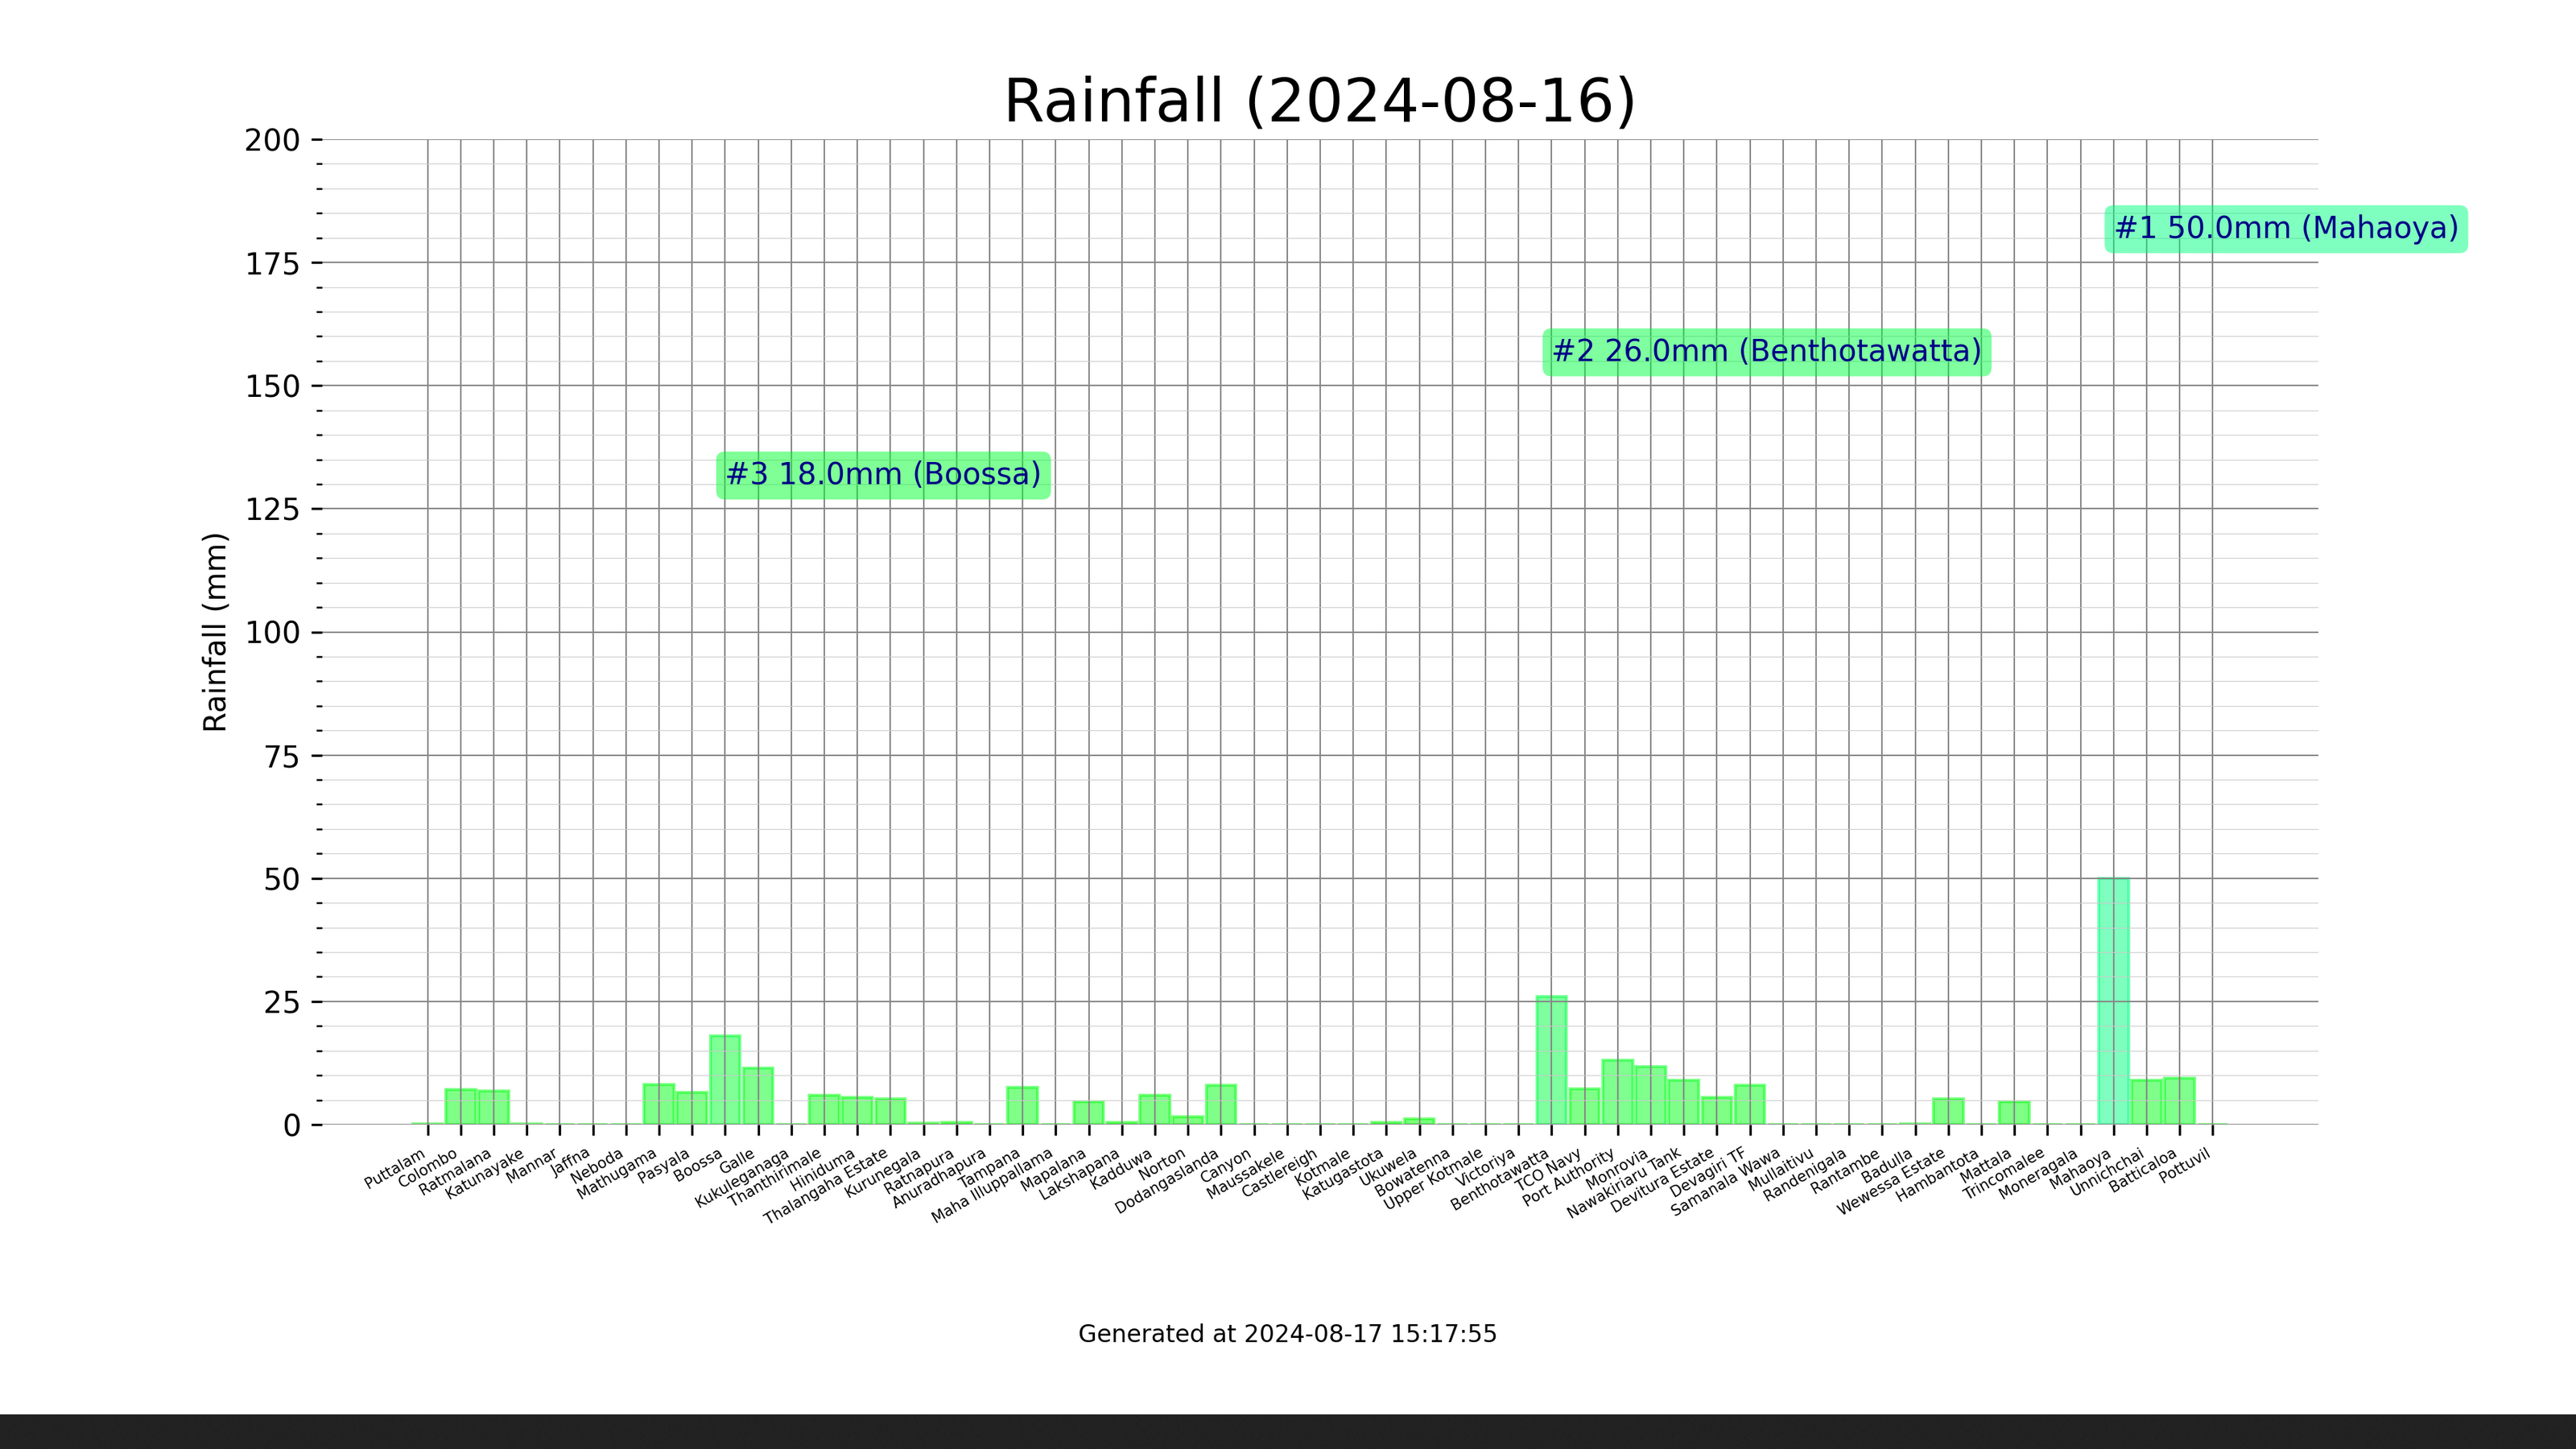 Rainfall (2024-08-16)
200
175
150
125
100
75
50
25
0
Rainfall (mm)
#1 50.0mm (Mahaoya)
#2 26.0mm (Benthotawatta)
#3 18.0mm (Boossa)
Puttalam
Colombo
Ratmalana
Katunayake
Mannar
Jaffna
Neboda
Mathugama
Pasyala
Boossa
Galle
Kukuleganaga
Thanthirimale
Hiniduma
Thalangaha Estate
Kurunegala
Ratnapura
Anuradhapura
Tampana
Maha Illuppallama
Mapalana
Lakshapana
Kadduwa
Norton
Dodangaslanda
Canyon
Maussakele
Castlereigh
Kotmale
Katugastota
Ukuwela
Bowatenna
Upper Kotmale
Victoriya
Benthotawatta
TCO Navy
Port Authority
Monrovia
Nawakiriaru Tank
Devitura Estate
Devagiri TF
Samanala Wawa
Mullaitivu
Randenigala
Rantambe
Badulla
Wewessa Estate
Hambantota
Mattala
Trincomalee
Moneragala
Mahaoya
Unnichchai
Batticaloa
Pottuvil
Generated at 2024-08-17 15:17:55